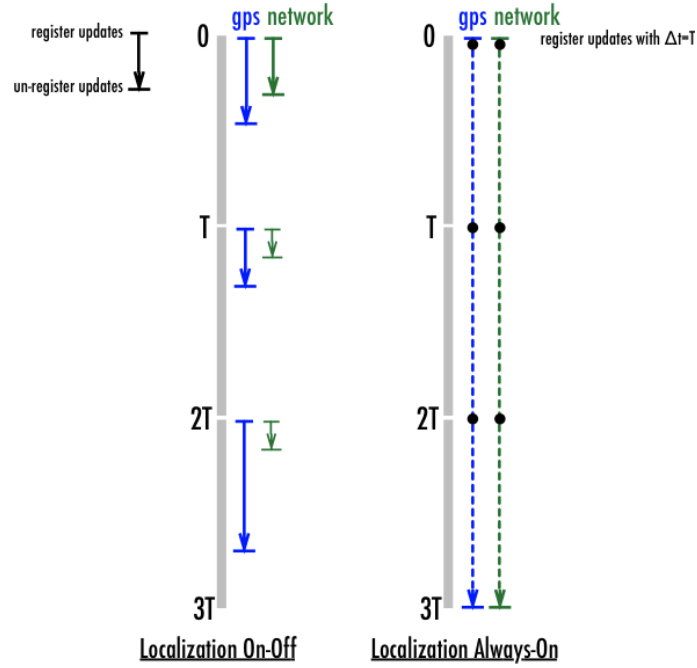 gps network
register updates
0
un-register updates
T
2T
3T
Localization On-Off
gps network
0
register updates with Δt=T
T
2T
3T
Localization Always-On